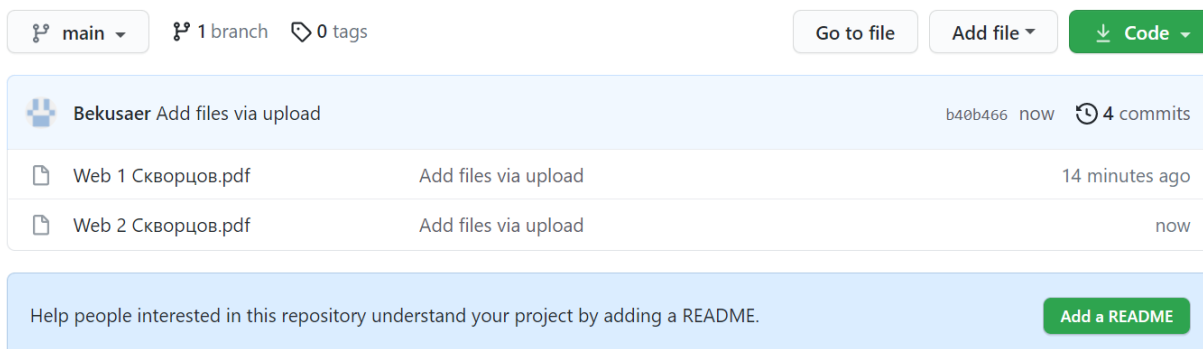 main 1 branch 0 tags Go to file Add file Code
Bekusaer Add files via upload b40b466 now 4 commits
Web 1 Скворцов.pdf Add files via upload 14 minutes ago
Web 2 Скворцов.pdf Add files via upload now
Help people interested in this repository understand your project by adding a README. Add a README